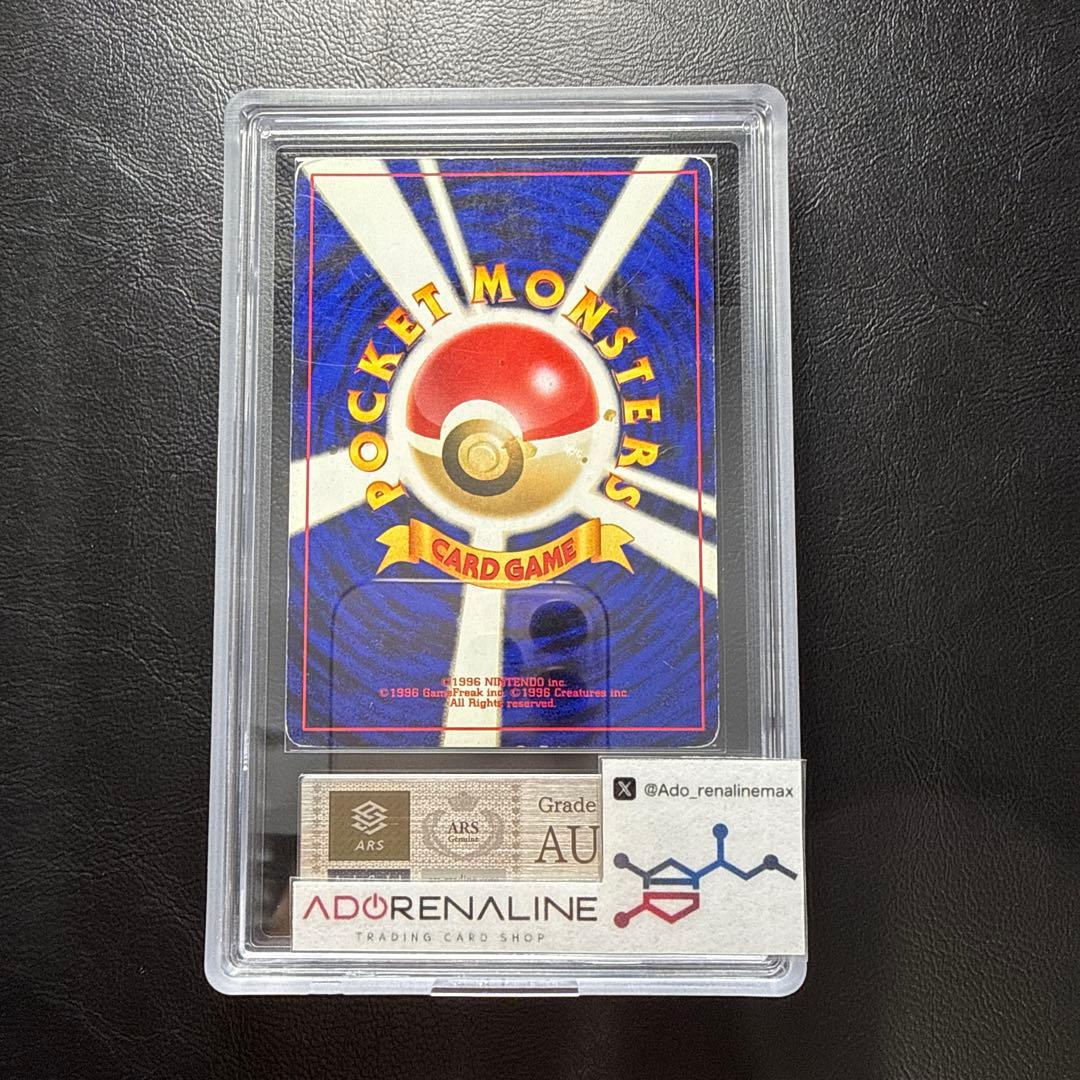 POCKET MONSTERS
CARD GAME
©1996 NINTENDO inc.
©1996 GameFreak inc. ©1996 Creatures inc.
All Rights reserved.
ARS
ARS
Genuine
Grade
AU
@Ado_renalinemax
ADORENALINE
TRADING CARD SHOP